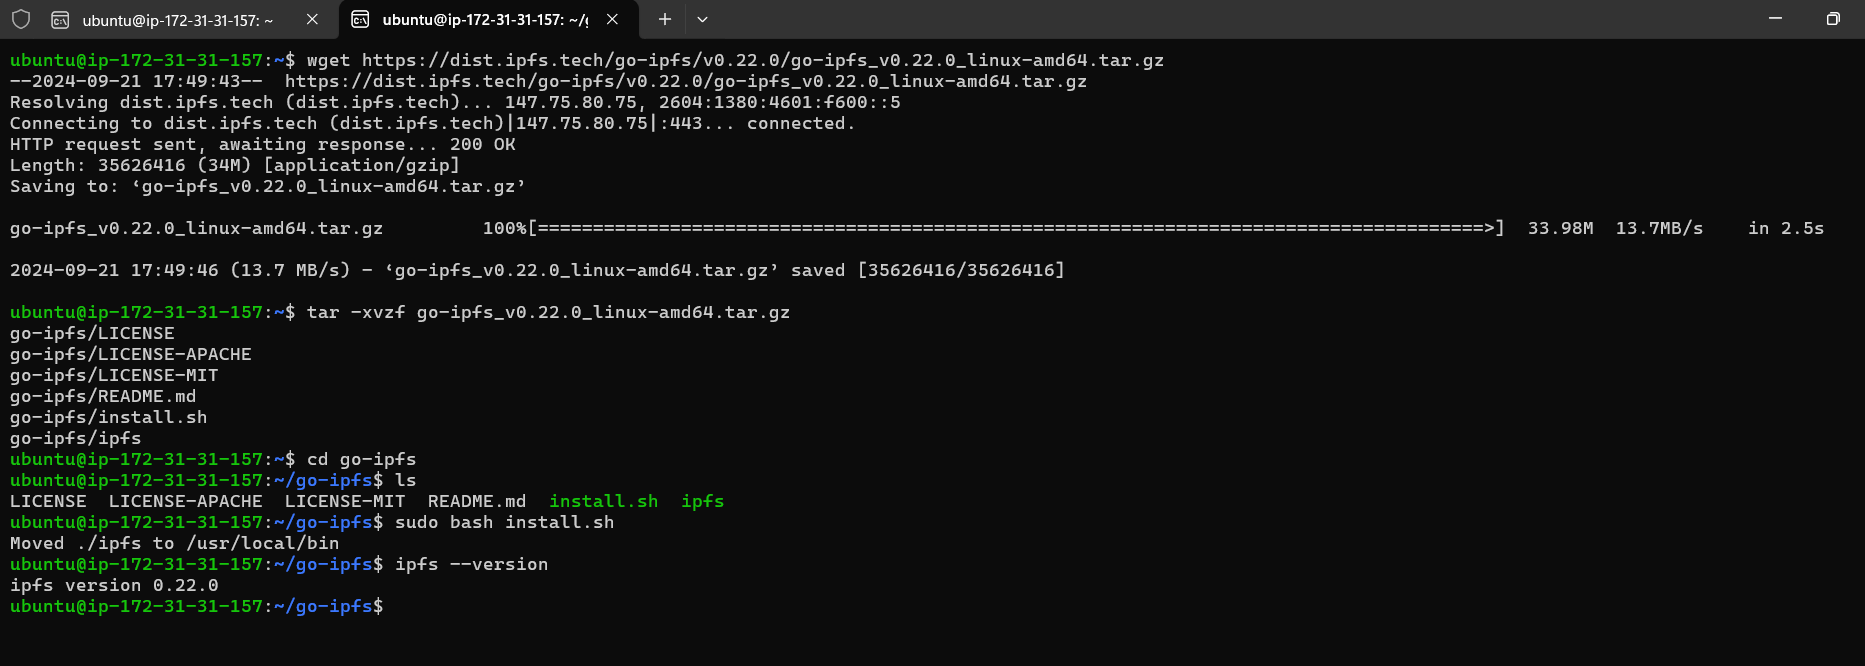 ubuntu@ip-172-31-31-157: ~
ubuntu@ip-172-31-31-157: ~/g
ubuntu@ip-172-31-31-157:~$ wget https://dist.ipfs.tech/go-ipfs/v0.22.0/go-ipfs_v0.22.0_linux-amd64.tar.gz
--2024-09-21 17:49:43--  https://dist.ipfs.tech/go-ipfs/v0.22.0/go-ipfs_v0.22.0_linux-amd64.tar.gz
Resolving dist.ipfs.tech (dist.ipfs.tech)... 147.75.80.75, 2604:1380:4601:f600::5
Connecting to dist.ipfs.tech (dist.ipfs.tech)|147.75.80.75|:443... connected.
HTTP request sent, awaiting response... 200 OK
Length: 35626416 (34M) [application/gzip]
Saving to: ‘go-ipfs_v0.22.0_linux-amd64.tar.gz’
go-ipfs_v0.22.0_linux-amd64.tar.gz 100%[======================================================================================>] 33.98M 13.7MB/s in 2.5s
2024-09-21 17:49:46 (13.7 MB/s) - ‘go-ipfs_v0.22.0_linux-amd64.tar.gz’ saved [35626416/35626416]
ubuntu@ip-172-31-31-157:~$ tar -xvzf go-ipfs_v0.22.0_linux-amd64.tar.gz
go-ipfs/LICENSE
go-ipfs/LICENSE-APACHE
go-ipfs/LICENSE-MIT
go-ipfs/README.md
go-ipfs/install.sh
go-ipfs/ipfs
ubuntu@ip-172-31-31-157:~$ cd go-ipfs
ubuntu@ip-172-31-31-157:~/go-ipfs$ ls
LICENSE  LICENSE-APACHE  LICENSE-MIT  README.md  install.sh  ipfs
ubuntu@ip-172-31-31-157:~/go-ipfs$ sudo bash install.sh
Moved ./ipfs to /usr/local/bin
ubuntu@ip-172-31-31-157:~/go-ipfs$ ipfs --version
ipfs version 0.22.0
ubuntu@ip-172-31-31-157:~/go-ipfs$